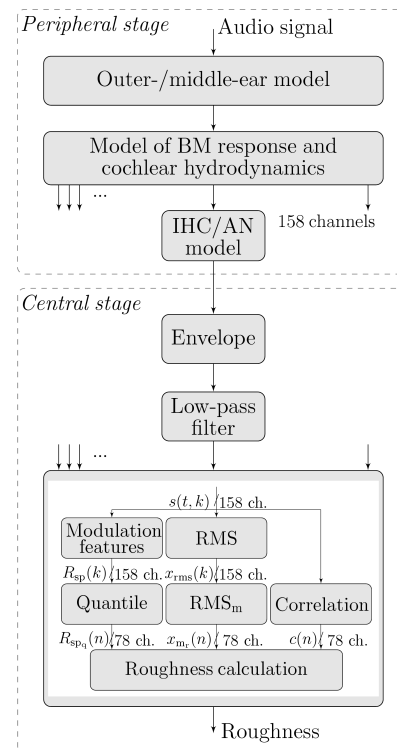 Peripheral stage
Audio signal
Outer-/middle-ear model
Model of BM response and
cochlear hydrodynamics
...
158 channels
IHC/AN
model
Central stage
Envelope
Low-pass
filter
...
s(t, k) 158 ch.
Modulation
features
RMS
R_sp(k) 158 ch. x_rms(k) 158 ch.
Quantile
RMS_m
Correlation
R_sp_q(n) 78 ch. x_m_r(n) 78 ch. c(n) 78 ch.
Roughness calculation
Roughness